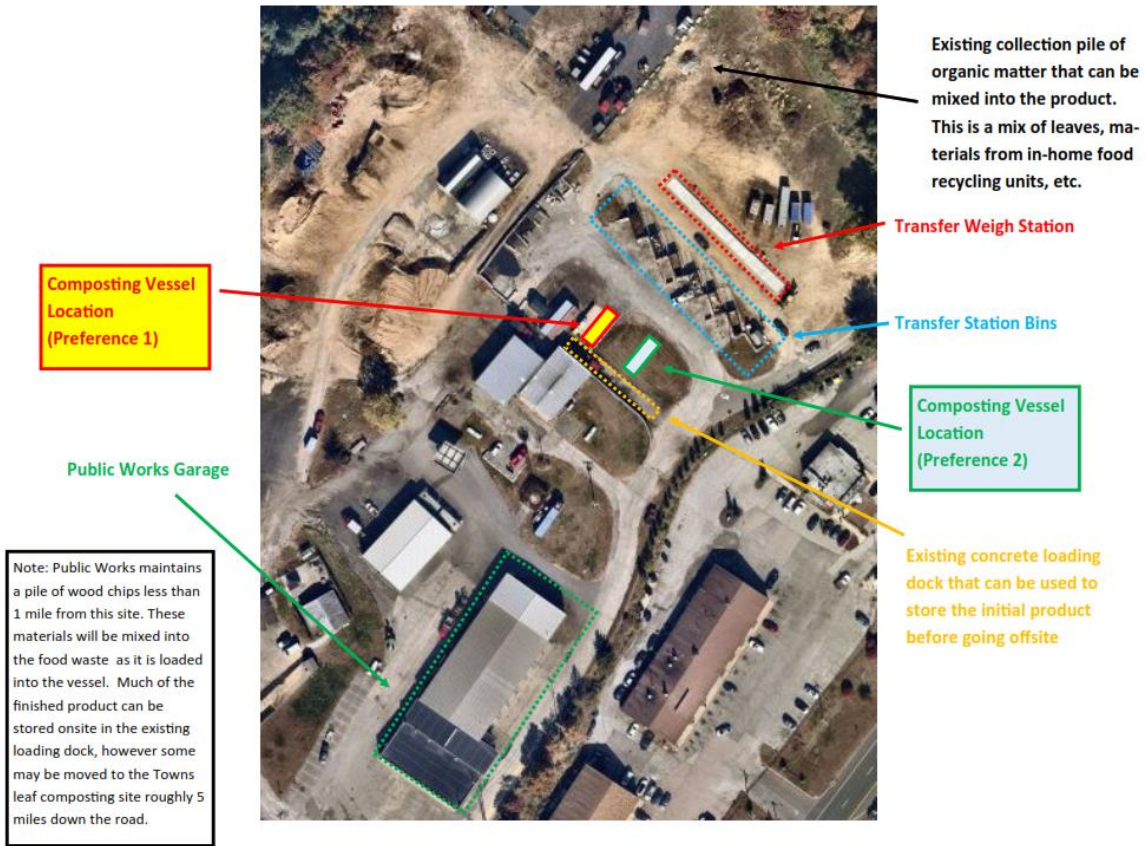 Existing collection pile of
organic matter that can be
mixed into the product.
This is a mix of leaves, ma-
terials from in-home food
recycling units, etc.
Transfer Weigh Station
Composting Vessel
Location
(Preference 1)
Transfer Station Bins
Composting Vessel
Location
(Preference 2)
Public Works Garage
Existing concrete loading
dock that can be used to
store the initial product
before going offsite
Note: Public Works maintains
a pile of wood chips less than
1 mile from this site. These
materials will be mixed into
the food waste as it is loaded
into the vessel. Much of the
finished product can be
stored onsite in the existing
loading dock, however some
may be moved to the Towns
leaf composting site roughly 5
miles down the road.